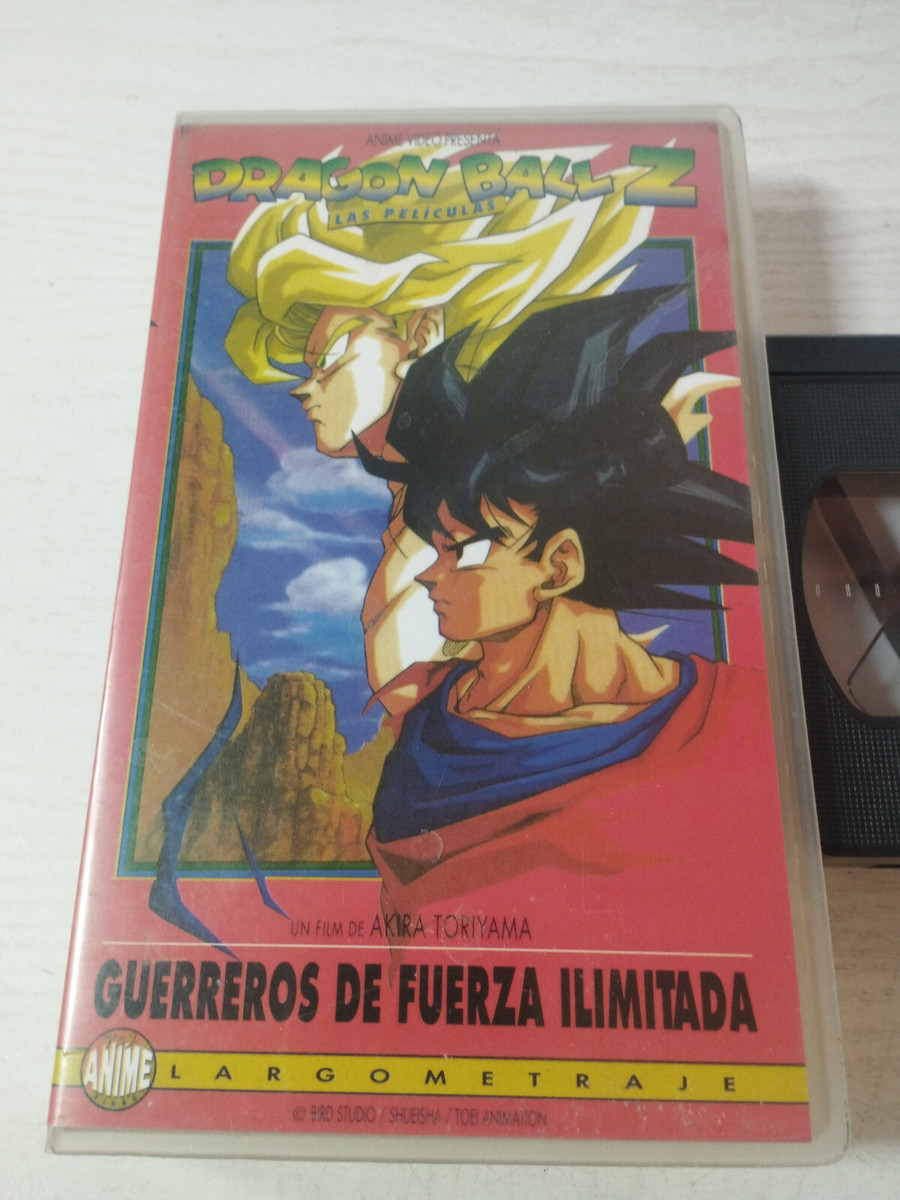 ANIME VIDEO PRESENTA
DRAGON BALL Z
LAS PELÍCULAS
UN FILM DE AKIRA TORIYAMA
GUERREROS DE FUERZA ILIMITADA
ANIME
VIDEO
LARGOMETRAJE
© BIRD STUDIO / SHUEISHA / TOEI ANIMATION